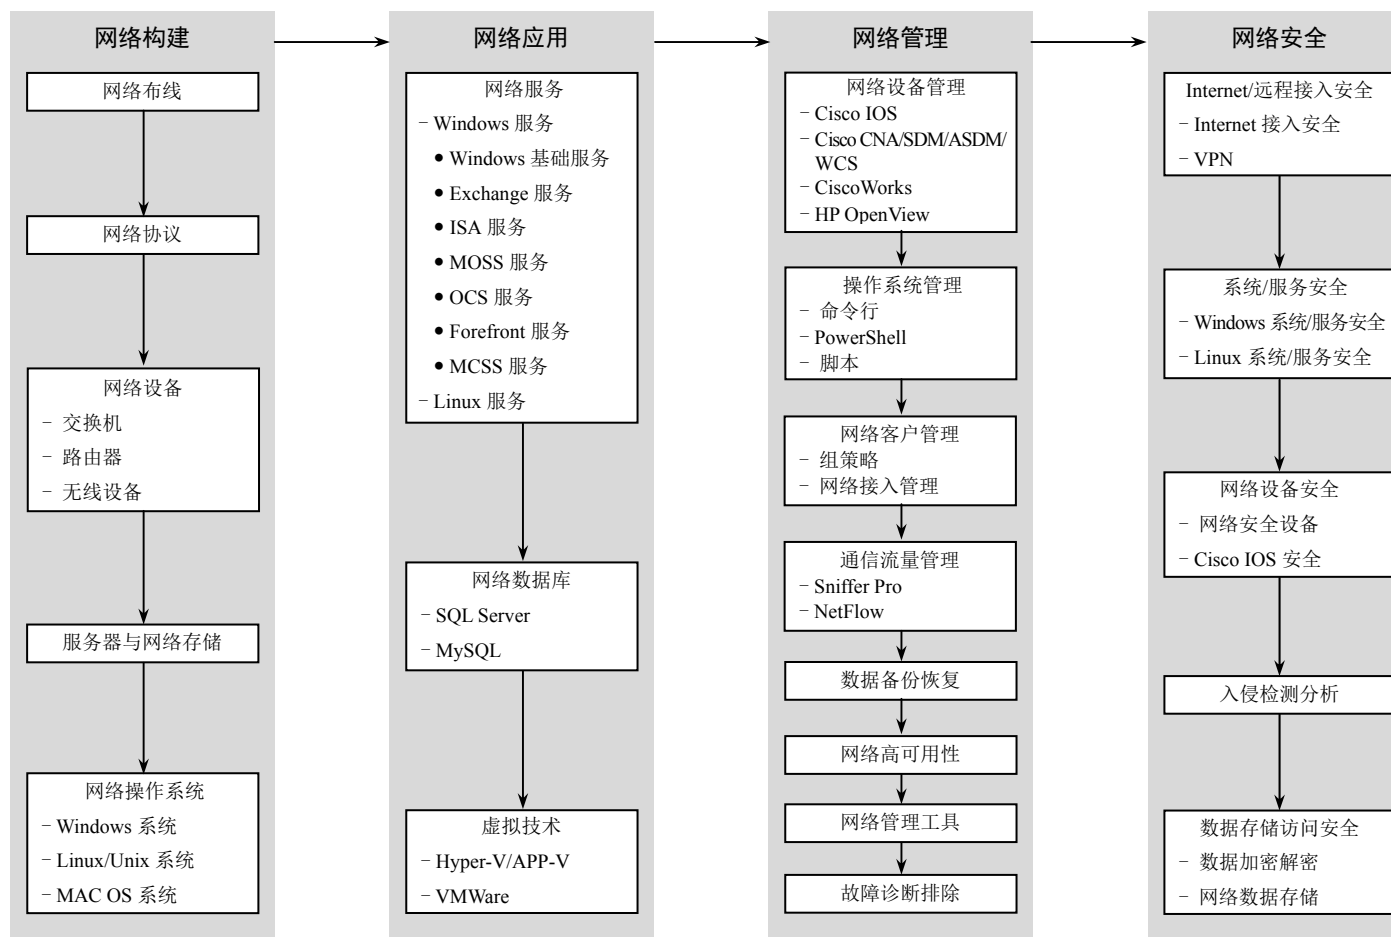 网络构建
网络布线
网络协议
网络设备
– 交换机
– 路由器
– 无线设备
服务器与网络存储
网络操作系统
– Windows 系统
– Linux/Unix 系统
– MAC OS 系统
网络应用
网络服务
– Windows 服务
● Windows 基础服务
● Exchange 服务
● ISA 服务
● MOSS 服务
● OCS 服务
● Forefront 服务
● MCSS 服务
– Linux 服务
网络数据库
– SQL Server
– MySQL
虚拟技术
– Hyper-V/APP-V
– VMWare
网络管理
网络设备管理
– Cisco IOS
– Cisco CNA/SDM/ASDM/
WCS
– CiscoWorks
– HP OpenView
操作系统管理
– 命令行
– PowerShell
– 脚本
网络客户管理
– 组策略
– 网络接入管理
通信流量管理
– Sniffer Pro
– NetFlow
数据备份恢复
网络高可用性
网络管理工具
故障诊断排除
网络安全
Internet/远程接入安全
– Internet 接入安全
– VPN
系统/服务安全
– Windows 系统/服务安全
– Linux 系统/服务安全
网络设备安全
– 网络安全设备
– Cisco IOS 安全
入侵检测分析
数据存储访问安全
– 数据加密解密
– 网络数据存储